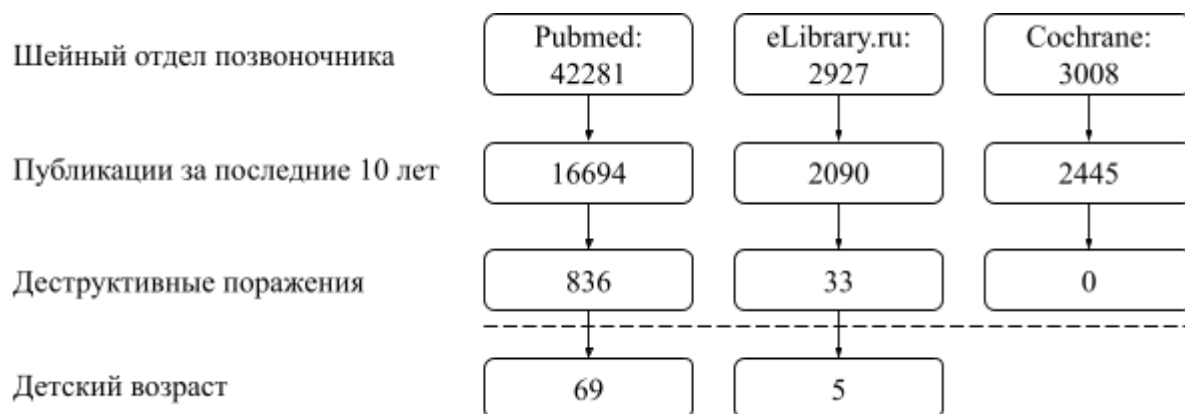 Шейный отдел позвоночника
Pubmed:
42281
eLibrary.ru:
2927
Cochrane:
3008
Публикации за последние 10 лет
16694
2090
2445
Деструктивные поражения
836
33
0
Детский возраст
69
5